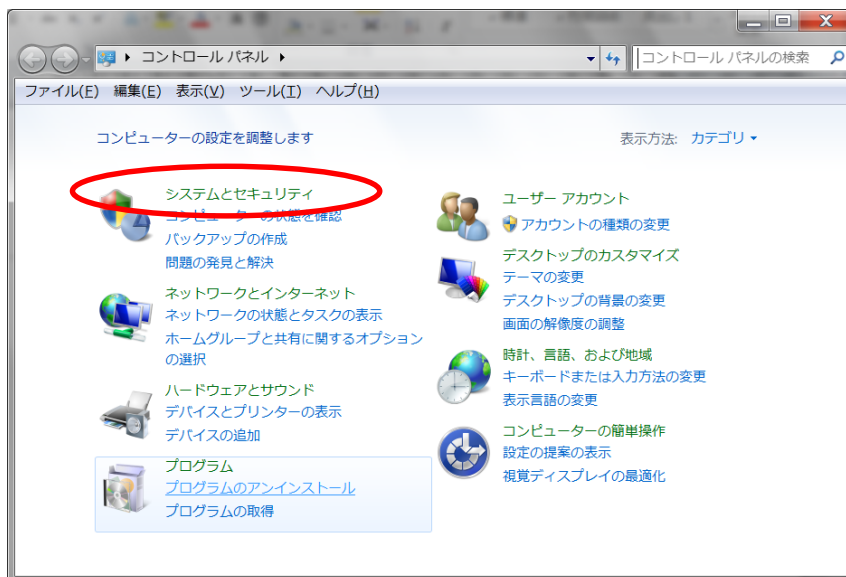 コントロール パネル
コントロール パネルの検索
ファイル(F) 編集(E) 表示(V) ツール(T) ヘルプ(H)
コンピューターの設定を調整します
表示方法: カテゴリ
システムとセキュリティ
コンピューターの状態を確認
バックアップの作成
問題の発見と解決
ネットワークとインターネット
ネットワークの状態とタスクの表示
ホームグループと共有に関するオプション
の選択
ハードウェアとサウンド
デバイスとプリンターの表示
デバイスの追加
プログラム
プログラムのアンインストール
プログラムの取得
ユーザー アカウント
アカウントの種類の変更
デスクトップのカスタマイズ
テーマの変更
デスクトップの背景の変更
画面の解像度の調整
時計、言語、および地域
キーボードまたは入力方法の変更
表示言語の変更
コンピューターの簡単操作
設定の提案の表示
視覚ディスプレイの最適化